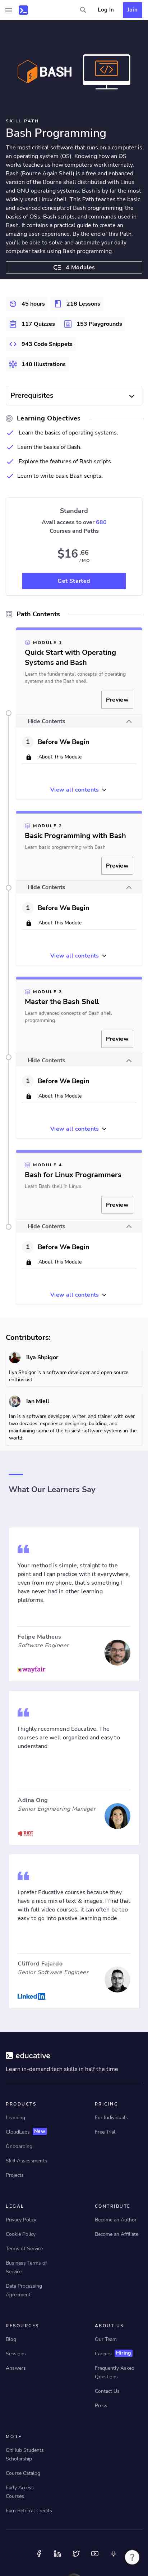 Log In
Join
BASH
SKILL PATH
Bash Programming
The most critical software that runs on a computer is
an operating system (OS). Knowing how an OS
works teaches us how computers work internally.
Bash (Bourne Again Shell) is a free and enhanced
version of the Bourne shell distributed with Linux
and GNU operating systems. Bash is by far the most
widely used Linux shell. This Path teaches the basic
and advanced concepts of Bash programming, the
basics of OSs, Bash scripts, and commands used in
Bash. It contains a practical guide to create an
amazing user experience. By the end of this Path,
you'll be able to save and automate your daily
computer tasks using Bash programming.
4 Modules
45 hours
218 Lessons
117 Quizzes
153 Playgrounds
943 Code Snippets
140 Illustrations
Prerequisites
Learning Objectives
Learn the basics of operating systems.
Learn the basics of Bash.
Explore the features of Bash scripts.
Learn to write basic Bash scripts.
Standard
Avail access to over 680
Courses and Paths
$16.66
/ MO
Get Started
Path Contents
MODULE 1
Quick Start with Operating
Systems and Bash
Learn the fundamental concepts of operating
systems and the Bash shell.
Preview
Hide Contents
1 Before We Begin
About This Module
View all contents
MODULE 2
Basic Programming with Bash
Learn basic programming with Bash
Preview
Hide Contents
1 Before We Begin
About This Module
View all contents
MODULE 3
Master the Bash Shell
Learn advanced concepts of Bash shell
programming.
Preview
Hide Contents
1 Before We Begin
About This Module
View all contents
MODULE 4
Bash for Linux Programmers
Learn Bash shell in Linux.
Preview
Hide Contents
1 Before We Begin
About This Module
View all contents
Contributors:
Ilya Shpigor
Ilya Shpigor is a software developer and open source
enthusiast.
Ian Miell
Ian is a software developer, writer, and trainer with over
two decades' experience designing, building, and
maintaining some of the busiest software systems in the
world.
What Our Learners Say
Your method is simple, straight to the
point and I can practice with it everywhere,
even from my phone, that's something I
have never had on other learning
platforms.
Felipe Matheus
Software Engineer
wayfair
I highly recommend Educative. The
courses are well organized and easy to
understand.
Adina Ong
Senior Engineering Manager
I prefer Educative courses because they
have a nice mix of text & images. I find that
with full video courses, it can often be too
easy to go into passive learning mode.
Clifford Fajardo
Senior Software Engineer
Linkedin
educative
Learn in-demand tech skills in half the time
PRODUCTS
Learning
CloudLabs New
Onboarding
Skill Assessments
Projects
PRICING
For Individuals
Free Trial
LEGAL
Privacy Policy
Cookie Policy
Terms of Service
Business Terms of
Service
Data Processing
Agreement
CONTRIBUTE
Become an Author
Become an Affiliate
RESOURCES
Blog
Sessions
Answers
ABOUT US
Our Team
Careers Hiring
Frequently Asked
Questions
Contact Us
Press
MORE
GitHub Students
Scholarship
Course Catalog
Early Access
Courses
Earn Referral Credits
?